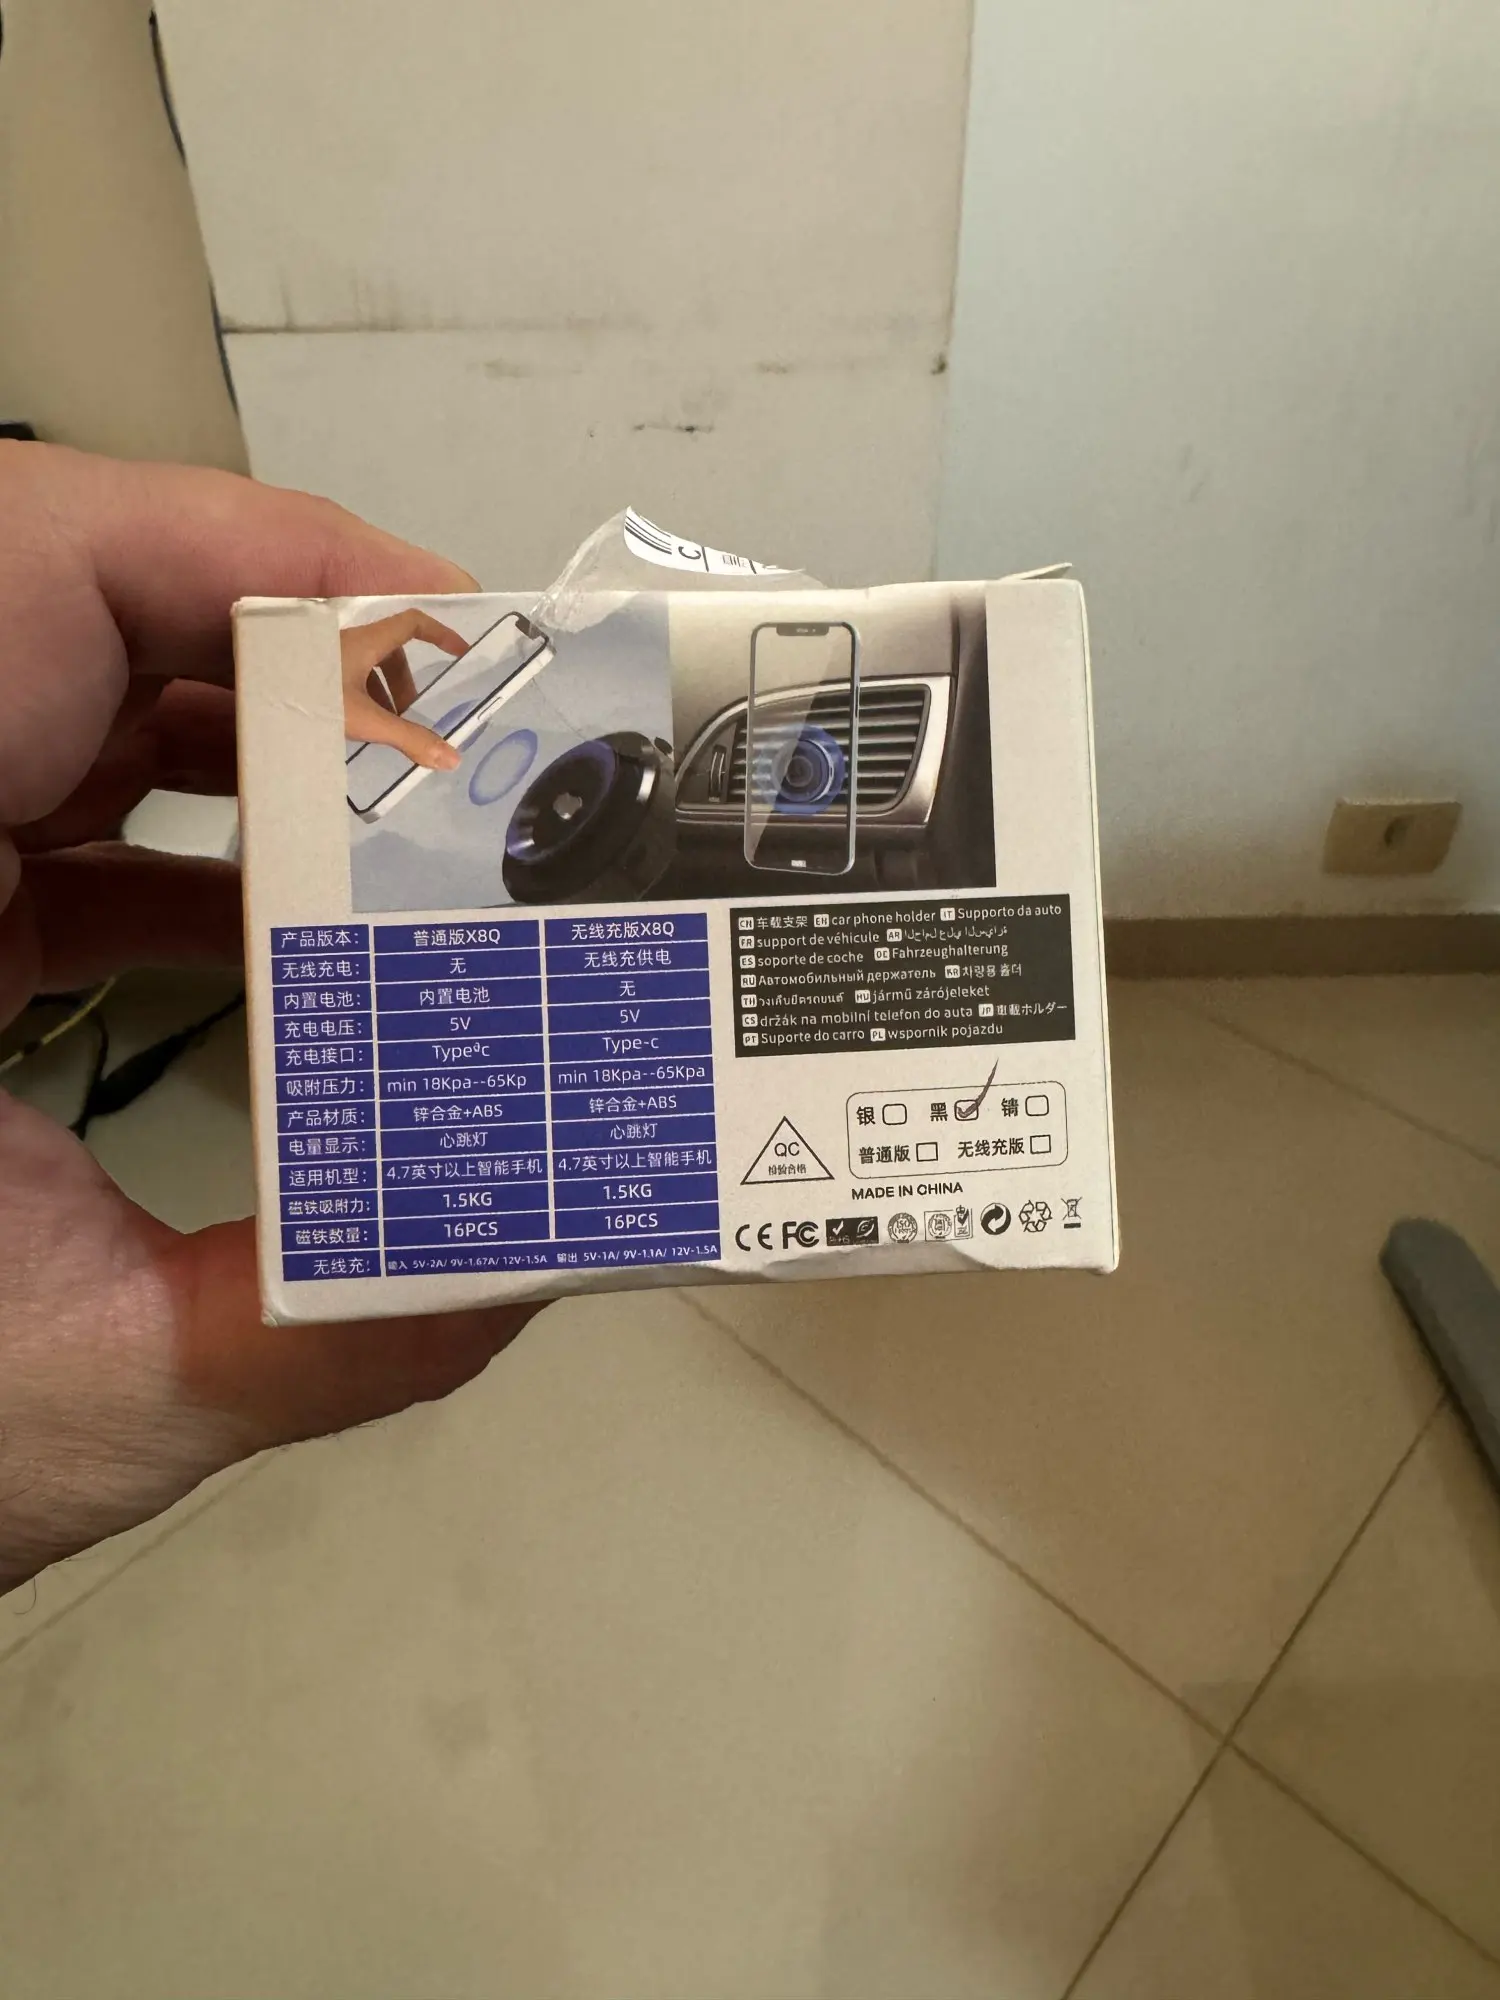 C
产品版本： 普通版X8Q 无线充版X8Q
无线充电： 无 无线充供电
内置电池： 内置电池 无
充电电压： 5V 5V
充电接口： Typeªc Type-c
吸附压力： min 18Kpa--65Kp min 18Kpa--65Kpa
产品材质： 锌合金+ABS 锌合金+ABS
电量显示： 心跳灯 心跳灯
适用机型： 4.7英寸以上智能手机 4.7英寸以上智能手机
磁铁吸附力： 1.5KG 1.5KG
磁铁数量： 16PCS 16PCS
无线充： 输入 5V-2A/ 9V-1.67A/ 12V-1.5A 输出 5V-1A/ 9V-1.1A/ 12V-1.5A
CN 车载支架 EN car phone holder IT Supporto da auto
FR support de véhicule AR
ES soporte de coche DE Fahrzeughalterung
RU Автомобильный держатель KR 차량용 홀더
TH HU jármű zárójeleket
CS držák na mobilní telefon do auta JP 車載ホルダー
PT Suporte do carro PL wspornik pojazdu
银 黑
普通版 无线充版
QC
检验合格
MADE IN CHINA
CE FC RoHS ISO